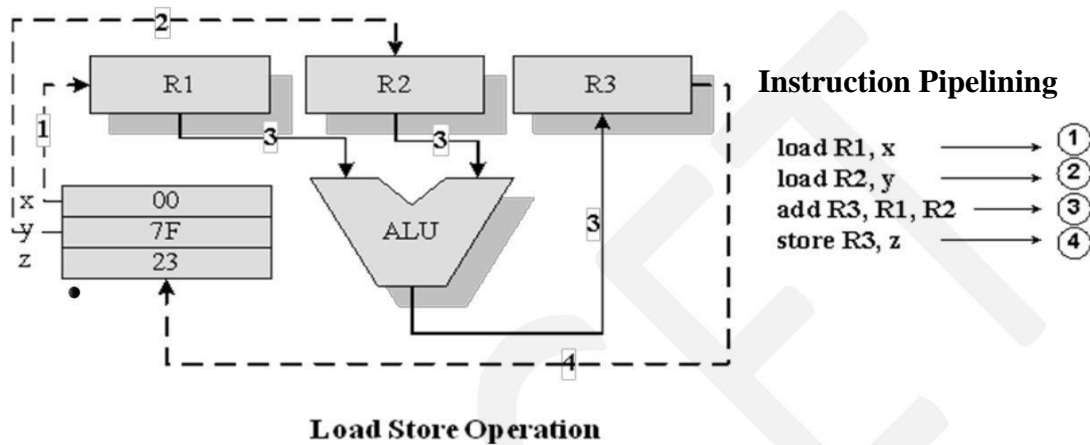 2
R1
R2
R3
Instruction Pipelining
1
3
3
load R1, x
1
load R2, y
2
add R3, R1, R2
3
store R3, z
4
x
00
y
7F
z
23
ALU
3
4
Load Store Operation